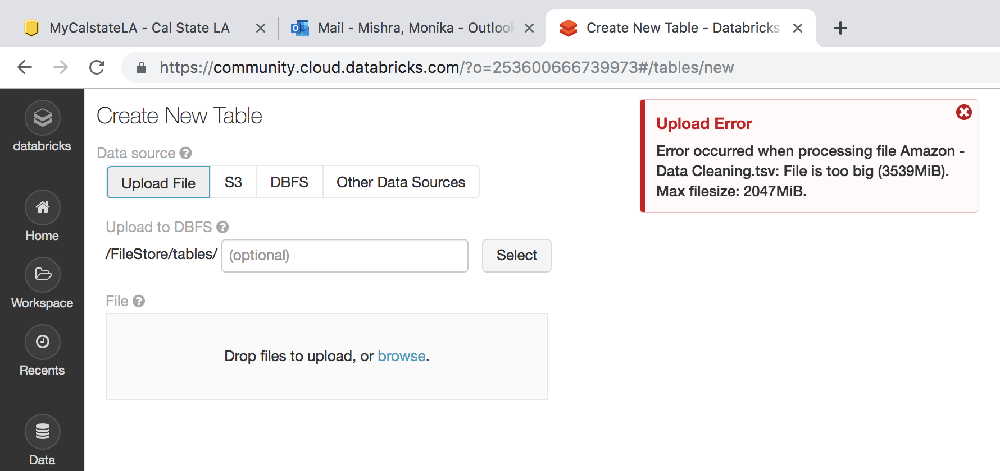 MyCalstateLA - Cal State LA
Mail - Mishra, Monika - Outlook
Create New Table - Databricks
https://community.cloud.databricks.com/?o=253600666739973#/tables/new
databricks
Home
Workspace
Recents
Data
Create New Table
Data source
Upload File
S3
DBFS
Other Data Sources
Upload to DBFS
/FileStore/tables/
(optional)
Select
File
Drop files to upload, or browse.
Upload Error
Error occurred when processing file Amazon -
Data Cleaning.tsv: File is too big (3539MiB).
Max filesize: 2047MiB.